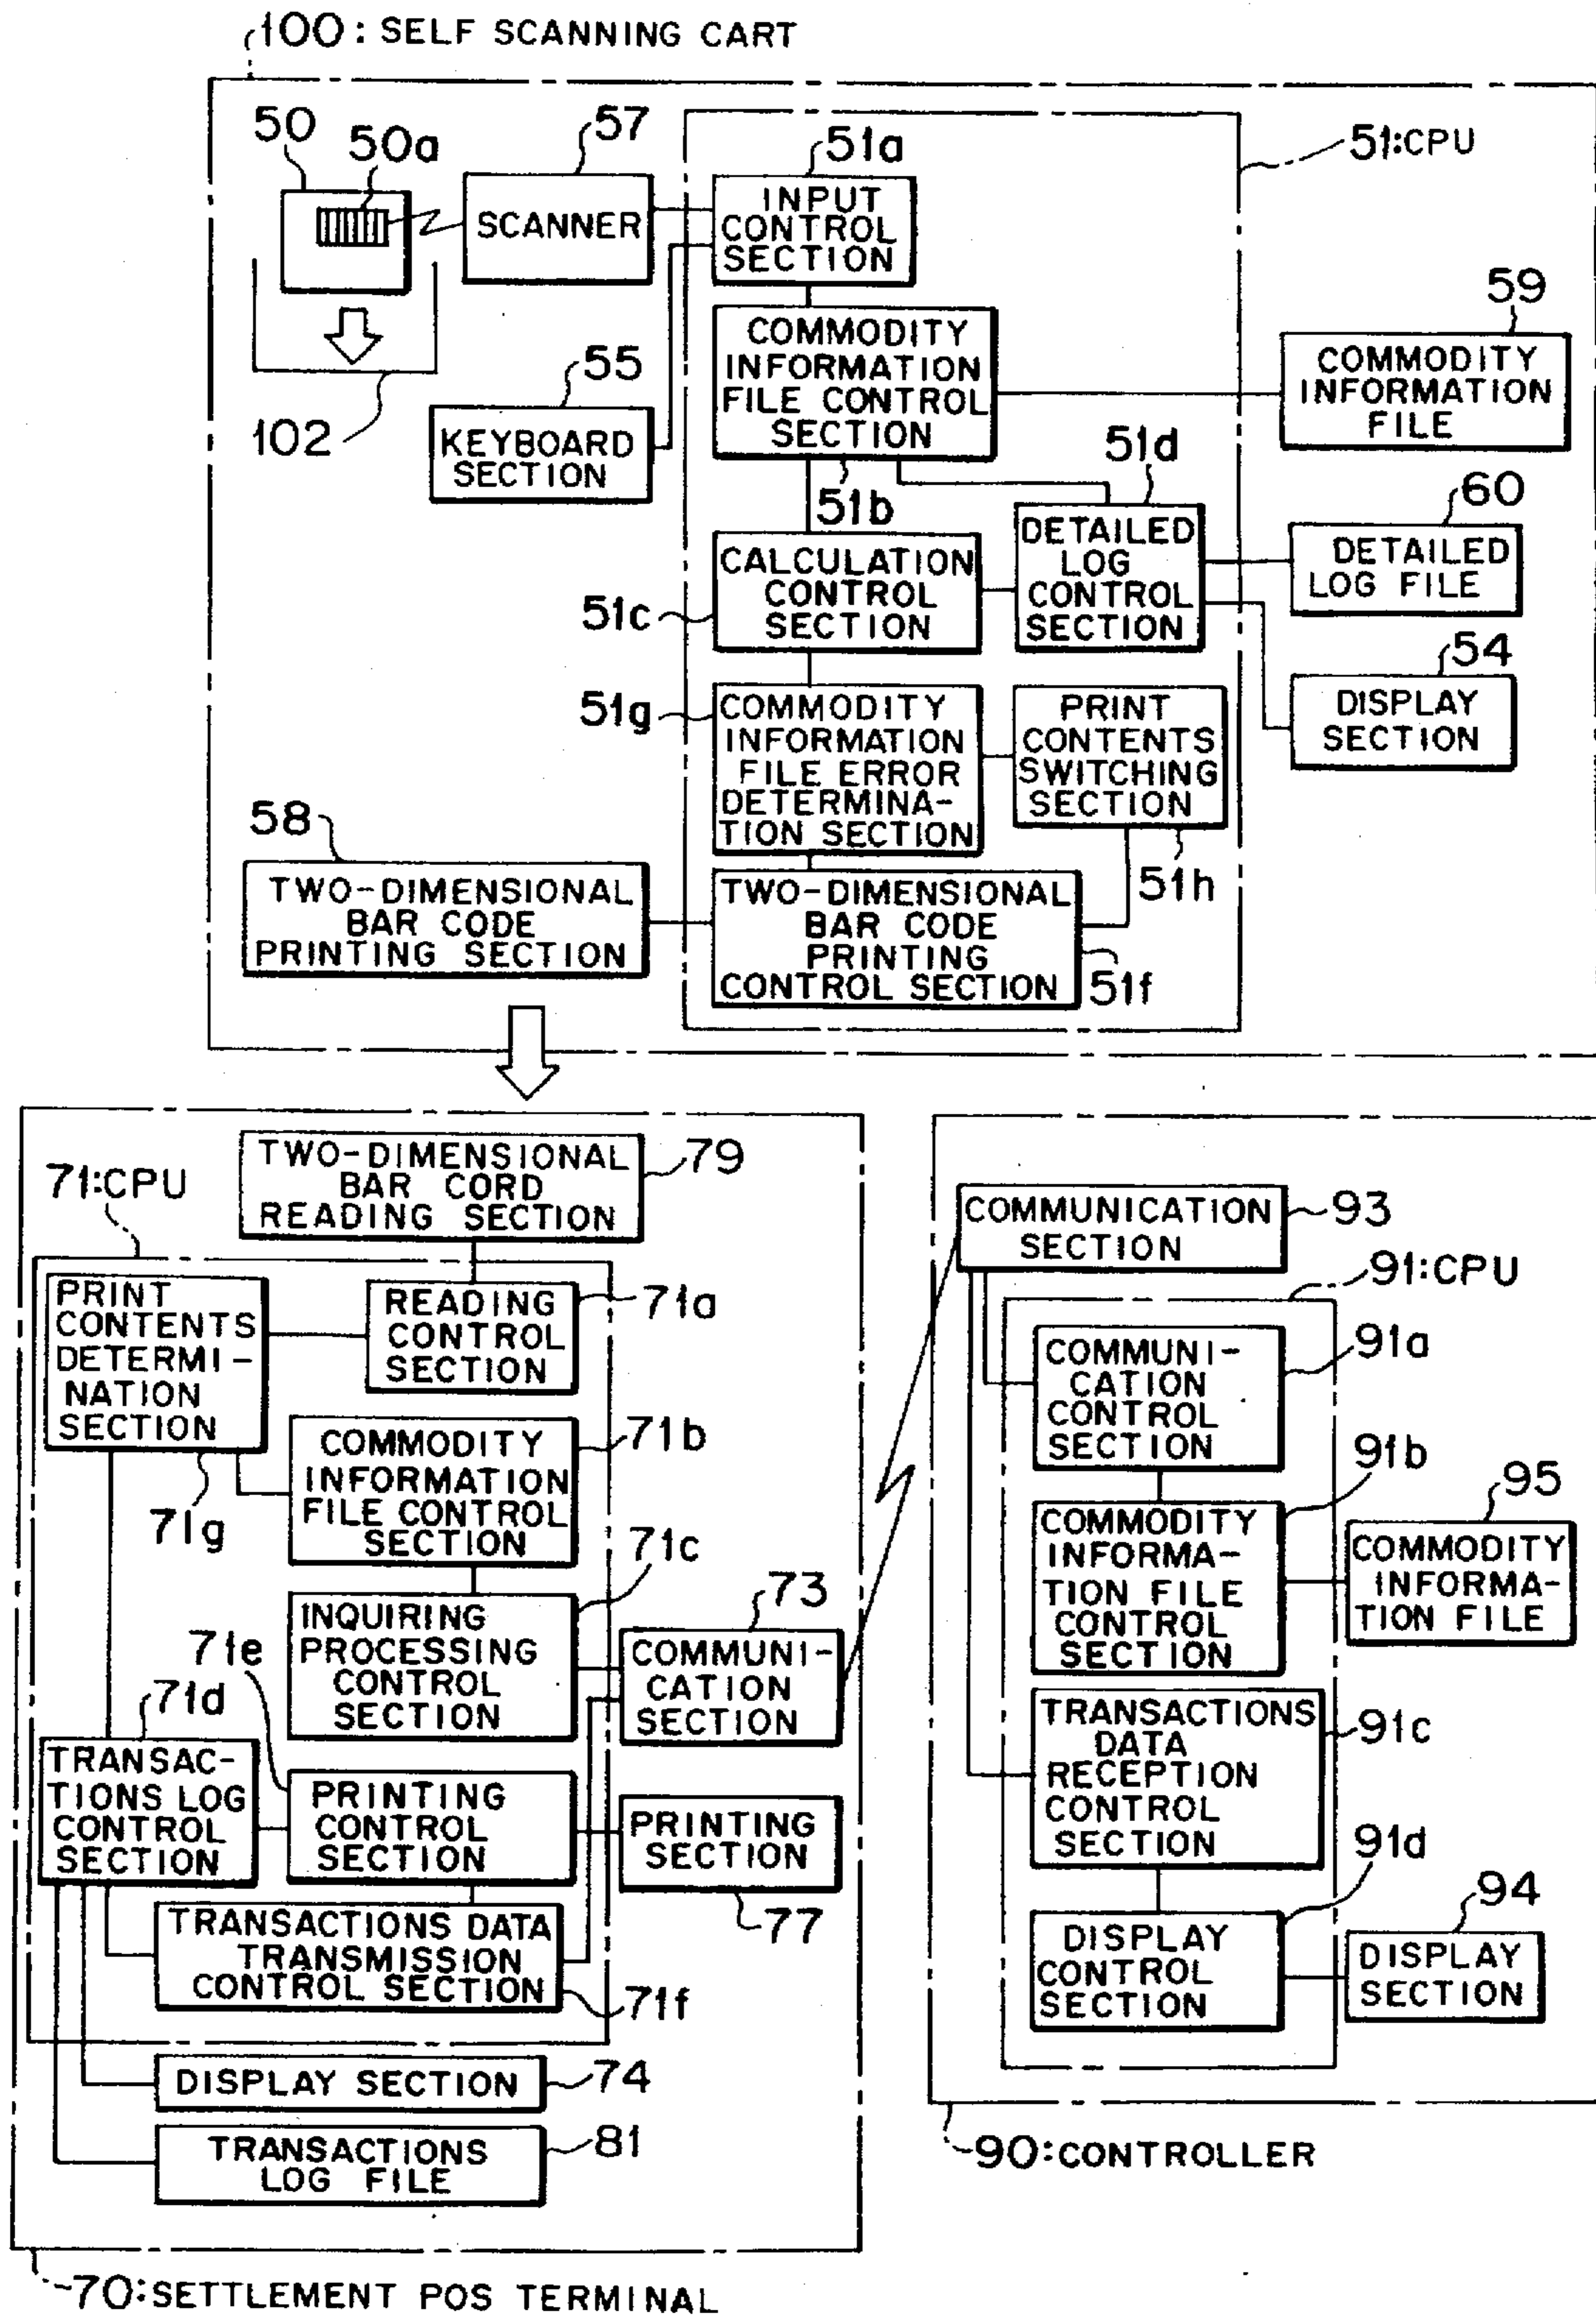 100: SELF SCANNING CART
50
50a
57
51a
51:CPU
SCANNER
INPUT
CONTROL
SECTION
59
COMMODITY
INFORMATION
FILE CONTROL
SECTION
COMMODITY
INFORMATION
FILE
55
102
KEYBOARD
SECTION
51b
51d
60
DETAILED
LOG
CONTROL
SECTION
DETAILED
LOG FILE
CALCULATION
CONTROL
SECTION
51c
54
DISPLAY
SECTION
51g
COMMODITY
INFORMATION
FILE ERROR
DETERMINA-
TION SECTION
PRINT
CONTENTS
SWITCHING
SECTION
51h
58
TWO-DIMENSIONAL
BAR CODE
PRINTING SECTION
TWO-DIMENSIONAL
BAR CODE
PRINTING
CONTROL SECTION
51f
TWO-DIMENSIONAL
BAR CORD
READING SECTION
79
71:CPU
PRINT
CONTENTS
DETERMI-
NATION
SECTION
READING
CONTROL
SECTION
71a
71g
COMMODITY
INFORMATION
FILE CONTROL
SECTION
71b
71c
INQUIRING
PROCESSING
CONTROL
SECTION
73
COMMUNI-
CATION
SECTION
71e
71d
TRANSAC-
TIONS LOG
CONTROL
SECTION
PRINTING
CONTROL
SECTION
PRINTING
SECTION
77
TRANSACTIONS DATA
TRANSMISSION
CONTROL SECTION
71f
DISPLAY SECTION
74
TRANSACTIONS
LOG FILE
81
70:SETTLEMENT POS TERMINAL
COMMUNICATION
SECTION
93
91:CPU
COMMUNI-
CATION
CONTROL
SECTION
91a
91b
95
COMMODITY
INFORMA-
TION FILE
CONTROL
SECTION
COMMODITY
INFORMA-
TION FILE
TRANSACTIONS
DATA
RECEPTION
CONTROL
SECTION
91c
91d
94
DISPLAY
CONTROL
SECTION
DISPLAY
SECTION
90:CONTROLLER